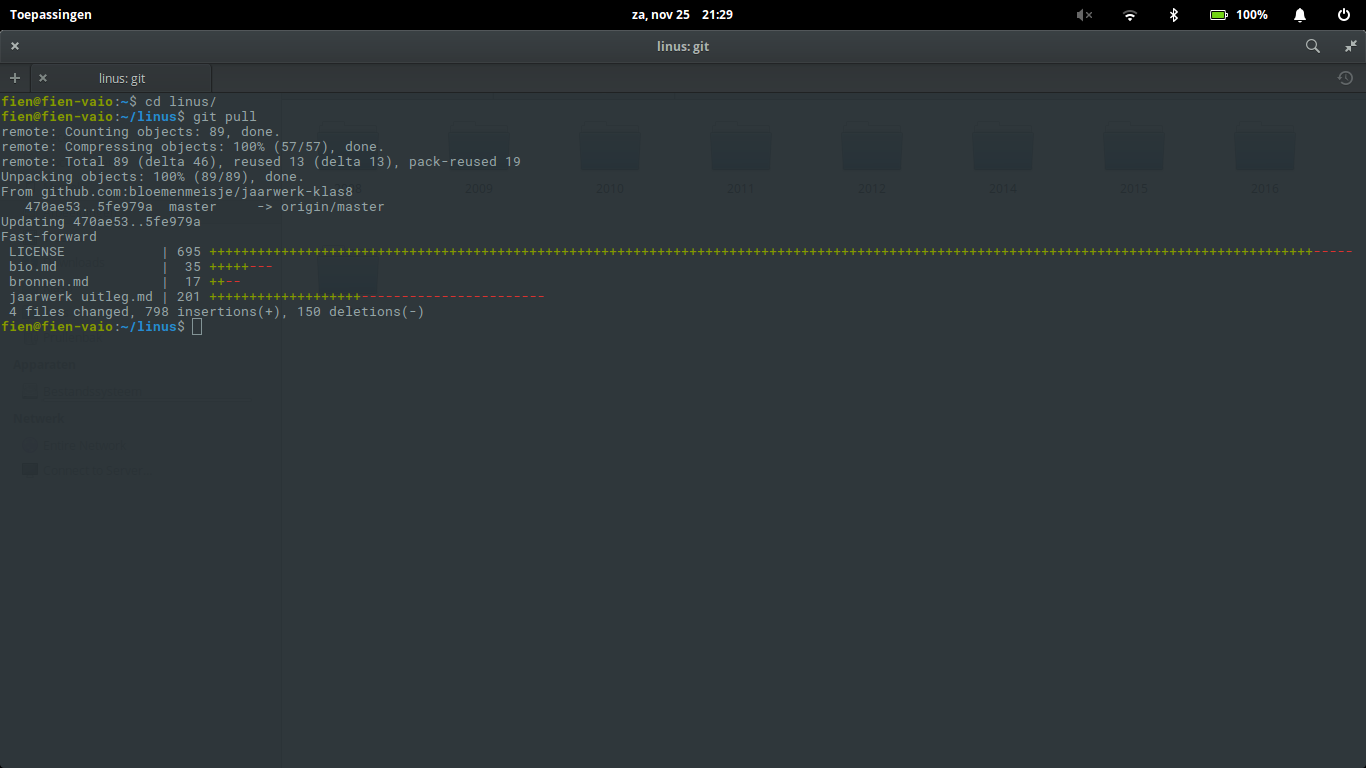 Toepassingen za, nov 25 21:29 100%
linus: git
linus: git
fien@fien-vaio:~$ cd linus/
fien@fien-vaio:~/linus$ git pull
remote: Counting objects: 89, done.
remote: Compressing objects: 100% (57/57), done.
remote: Total 89 (delta 46), reused 13 (delta 13), pack-reused 19
Unpacking objects: 100% (89/89), done.
From github.com:bloemenmeisje/jaarwerk-klas8
470ae53..5fe979a master -> origin/master
Updating 470ae53..5fe979a
Fast-forward
LICENSE | 695 ++++++++++++++++++++++++++++++++++++++++++++++++++++++++++++++++++++++++++++++++++++++++++++++++++++++++++++++++++++++++++++++++++++++++++-----
bio.md | 35 +++++---
bronnen.md | 17 ++--
jaarwerk uitleg.md | 201 +++++++++++++++++++-----------------------
4 files changed, 798 insertions(+), 150 deletions(-)
fien@fien-vaio:~/linus$
2009 2010 2011 2012 2014 2015 2016